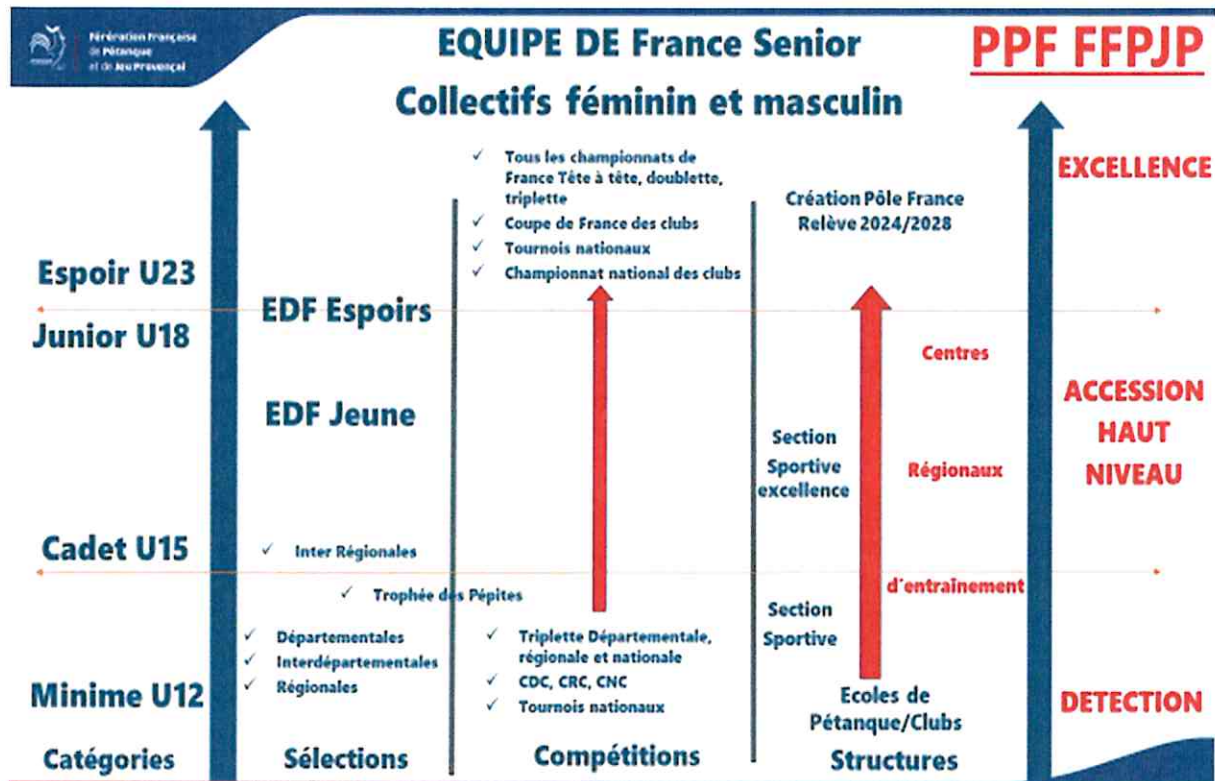 Fédération Française
de Pétanque
et de Jeu Provençal
EQUIPE DE France Senior
Collectifs féminin et masculin
PPF FFPJP
Espoir U23
Junior U18
Cadet U15
Minime U12
Catégories
EDF Espoirs
EDF Jeune
✓ Inter Régionales
✓ Trophée des Pépites
✓ Départementales
✓ Interdépartementales
✓ Régionales
Sélections
✓ Tous les championnats de
France Tête à tête, doublette,
triplette
✓ Coupe de France des clubs
✓ Tournois nationaux
✓ Championnat national des clubs
✓ Triplette Départementale,
régionale et nationale
✓ CDC, CRC, CNC
✓ Tournois nationaux
Compétitions
Création Pôle France
Relève 2024/2028
Section
Sportive
excellence
Section
Sportive
Centres
Régionaux
d'entraînement
Ecoles de
Pétanque/Clubs
Structures
EXCELLENCE
ACCESSION
HAUT
NIVEAU
DETECTION